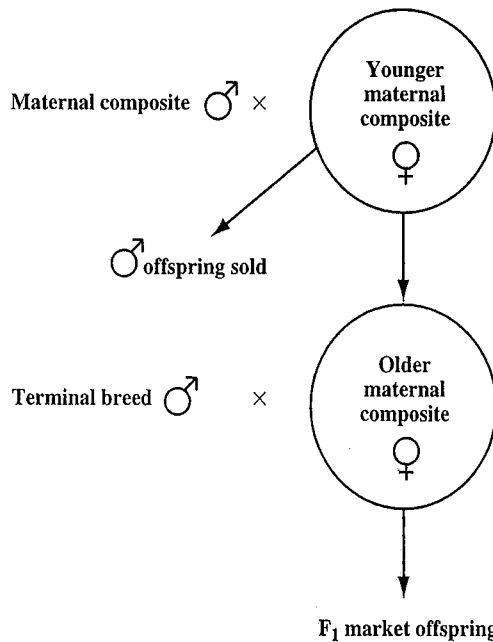 Maternal composite ♂ ×
Younger
maternal
composite
♀
♂ offspring sold
Terminal breed ♂ ×
Older
maternal
composite
♀
F₁ market offspring